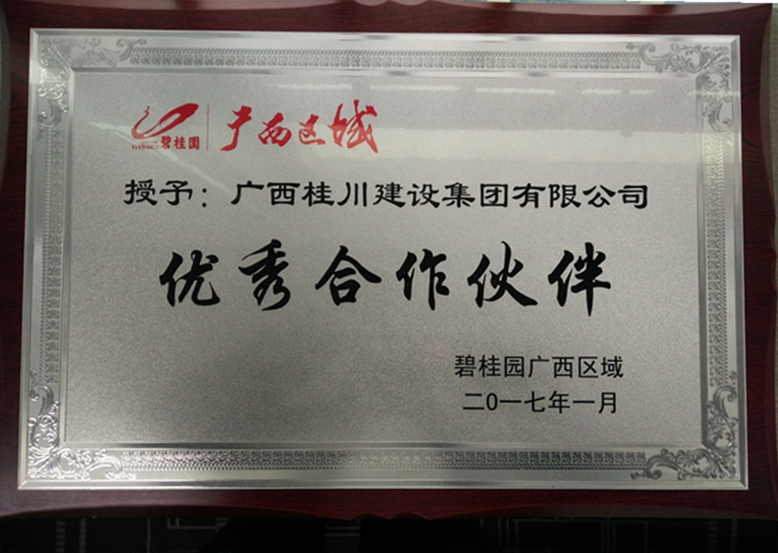 碧桂园 广西区域
授予：广西桂川建设集团有限公司
优秀合作伙伴
碧桂园广西区域
二0一七年一月